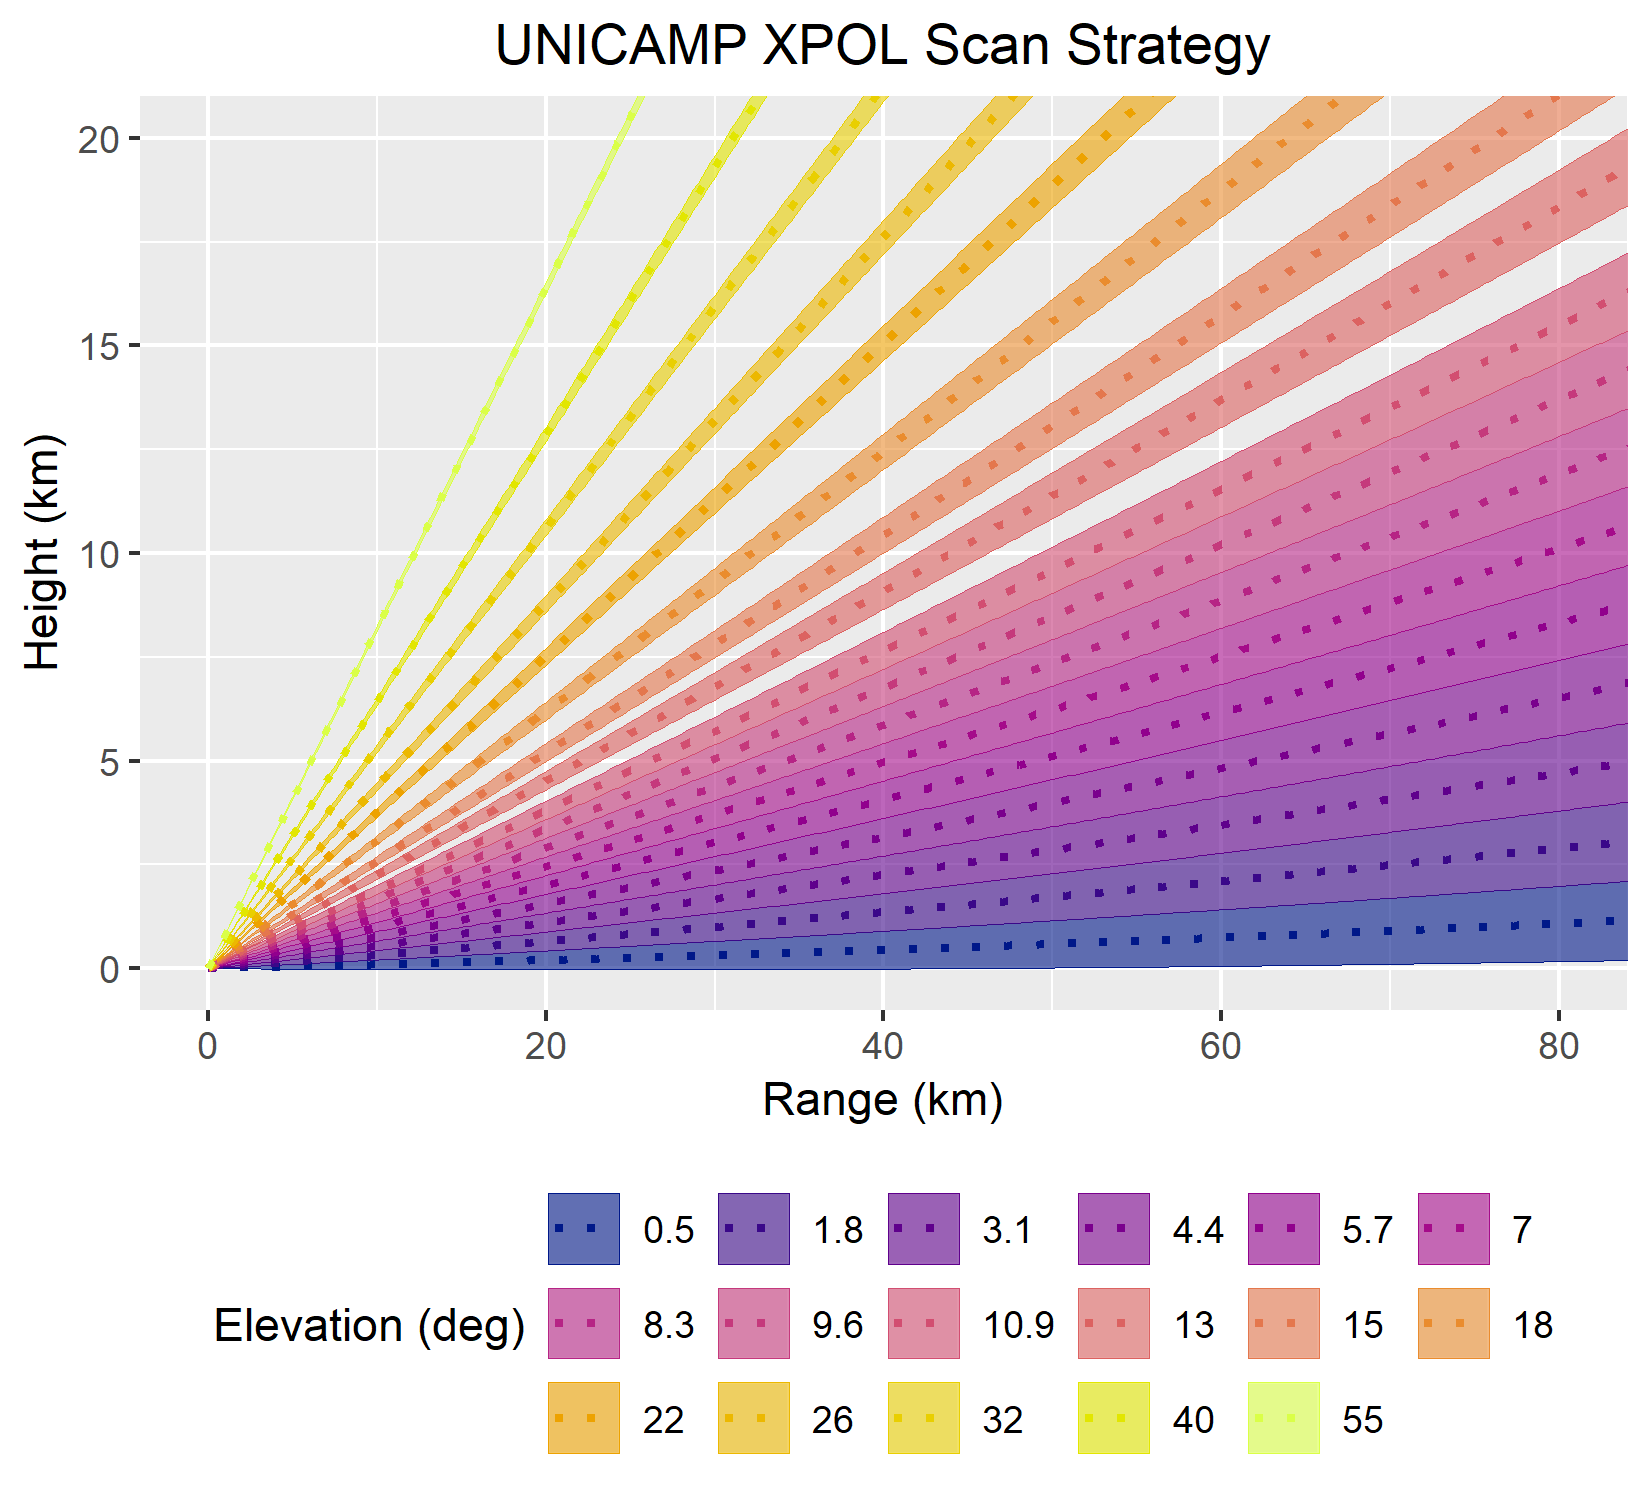 UNICAMP XPOL Scan Strategy
20
15
10
5
0
Height (km)
0 20 40 60 80
Range (km)
Elevation (deg)
0.5 1.8 3.1 4.4 5.7 7
8.3 9.6 10.9 13 15 18
22 26 32 40 55